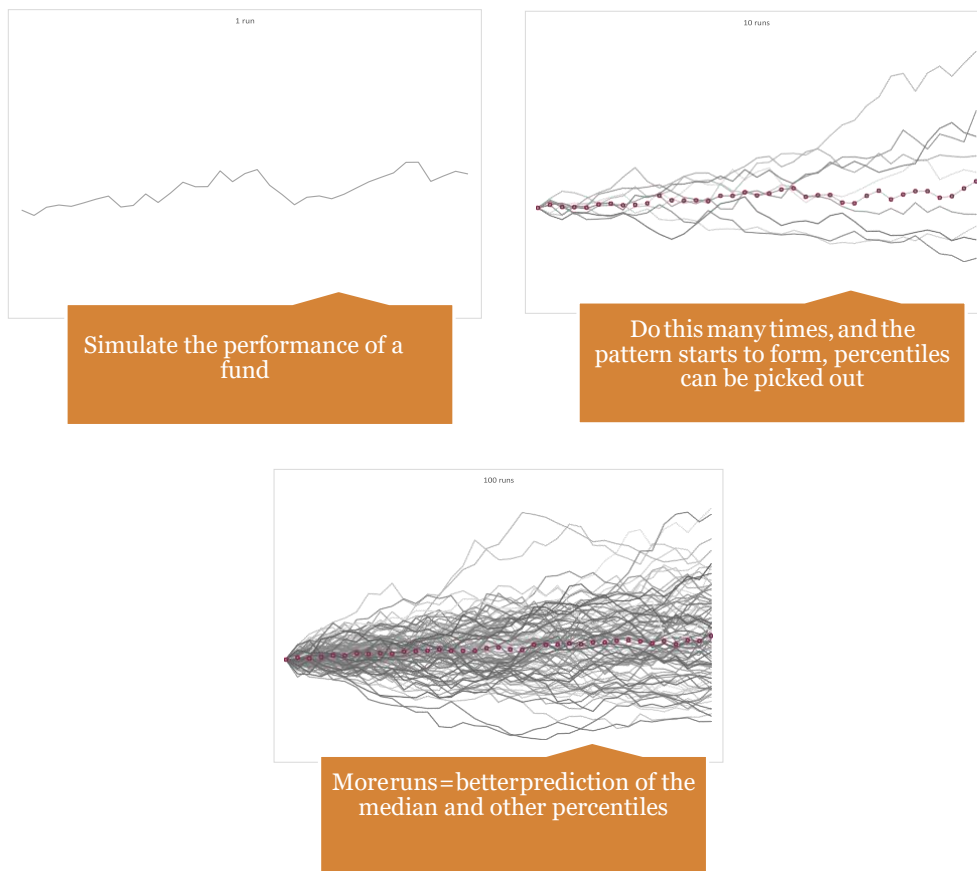 1 run
10 runs
Simulate the performance of a
fund
Do this many times, and the
pattern starts to form, percentiles
can be picked out
100 runs
Moreruns=betterprediction of the
median and other percentiles